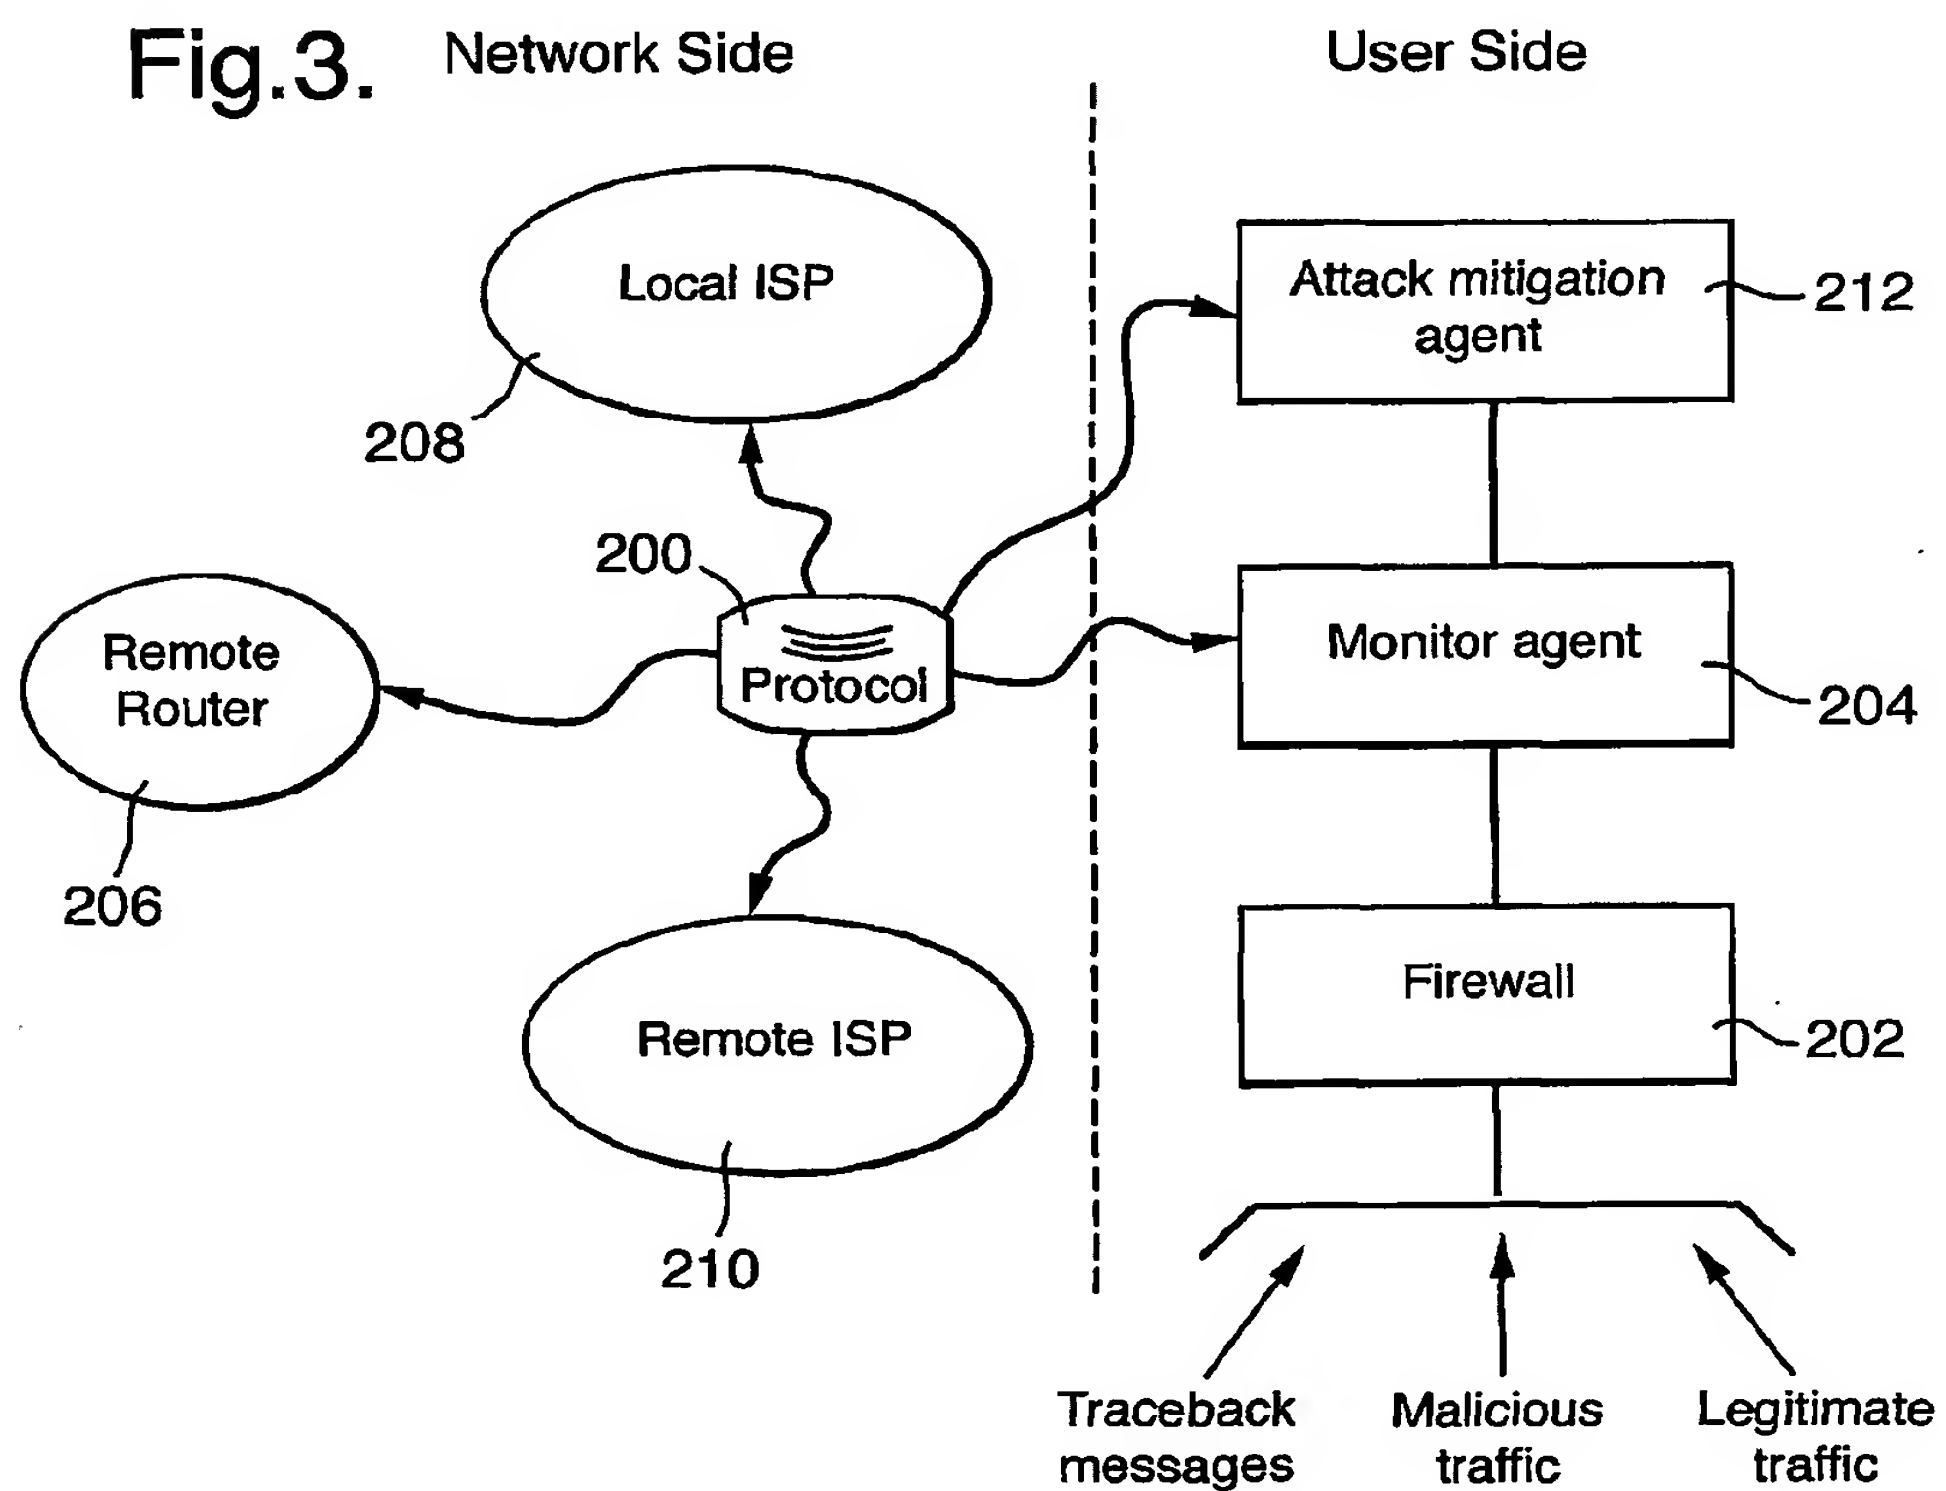 Fig.3.
Network Side
User Side
Local ISP
Attack mitigation
agent
212
208
200
Remote
Router
Protocol
Monitor agent
204
206
Remote ISP
Firewall
202
210
Traceback
messages
Malicious
traffic
Legitimate
traffic